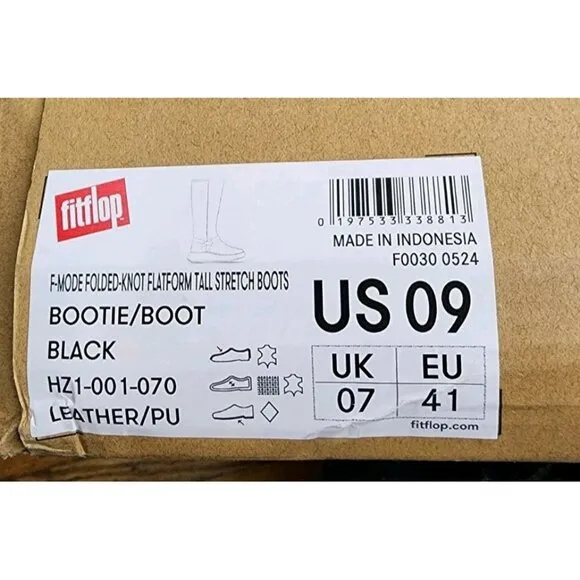 fitflop
F-MODE FOLDED-KNOT FLATFORM TALL STRETCH BOOTS
BOOTIE/BOOT
BLACK
HZ1-001-070
LEATHER/PU
0 197533 338813
MADE IN INDONESIA
F0030 0524
US 09
UK EU
07 41
fitflop.com